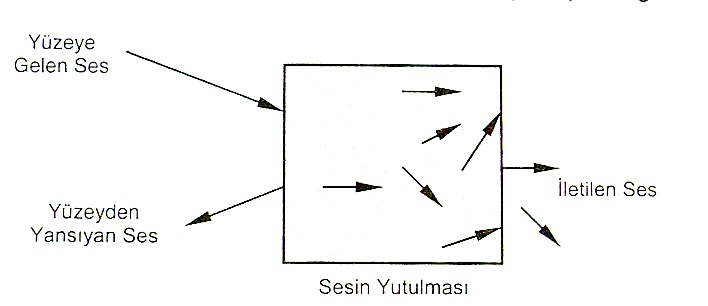 Yüzeye
Gelen Ses
Yüzeyden
Yansıyan Ses
İletilen Ses
Sesin Yutulması